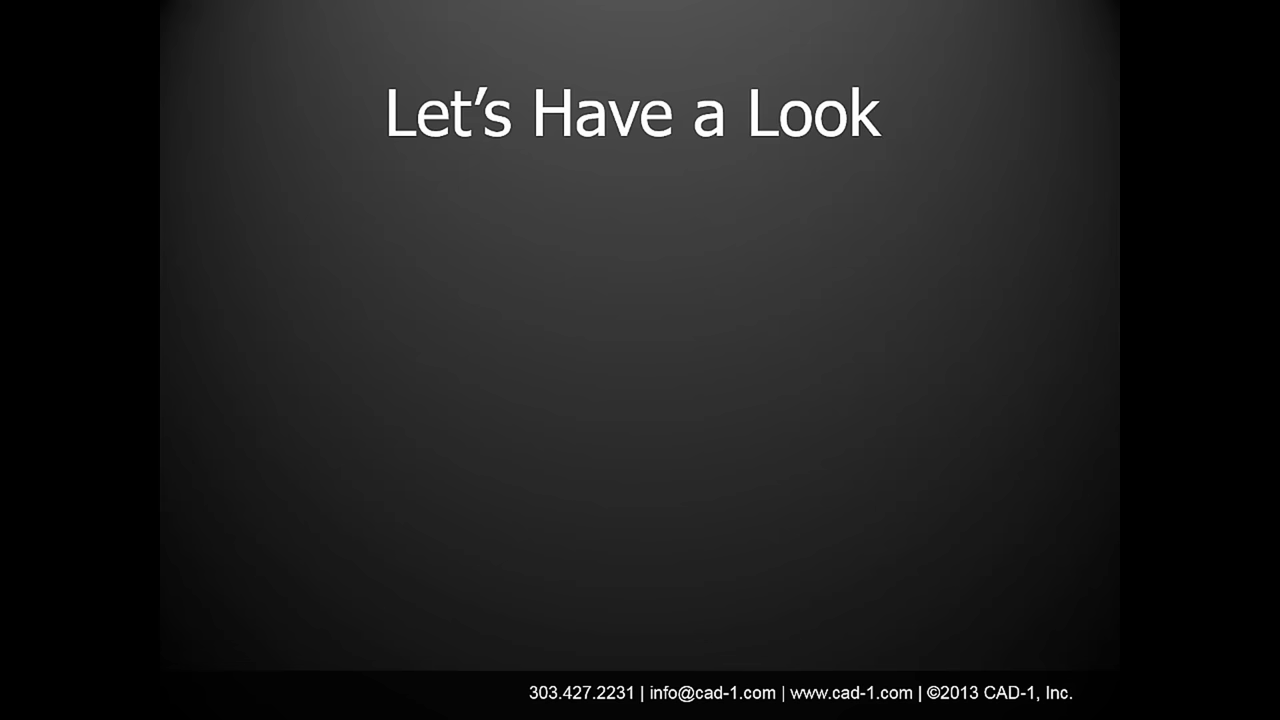 Let’s Have a Look
303.427.2231 | info@cad-1.com | www.cad-1.com | ©2013 CAD-1, Inc.